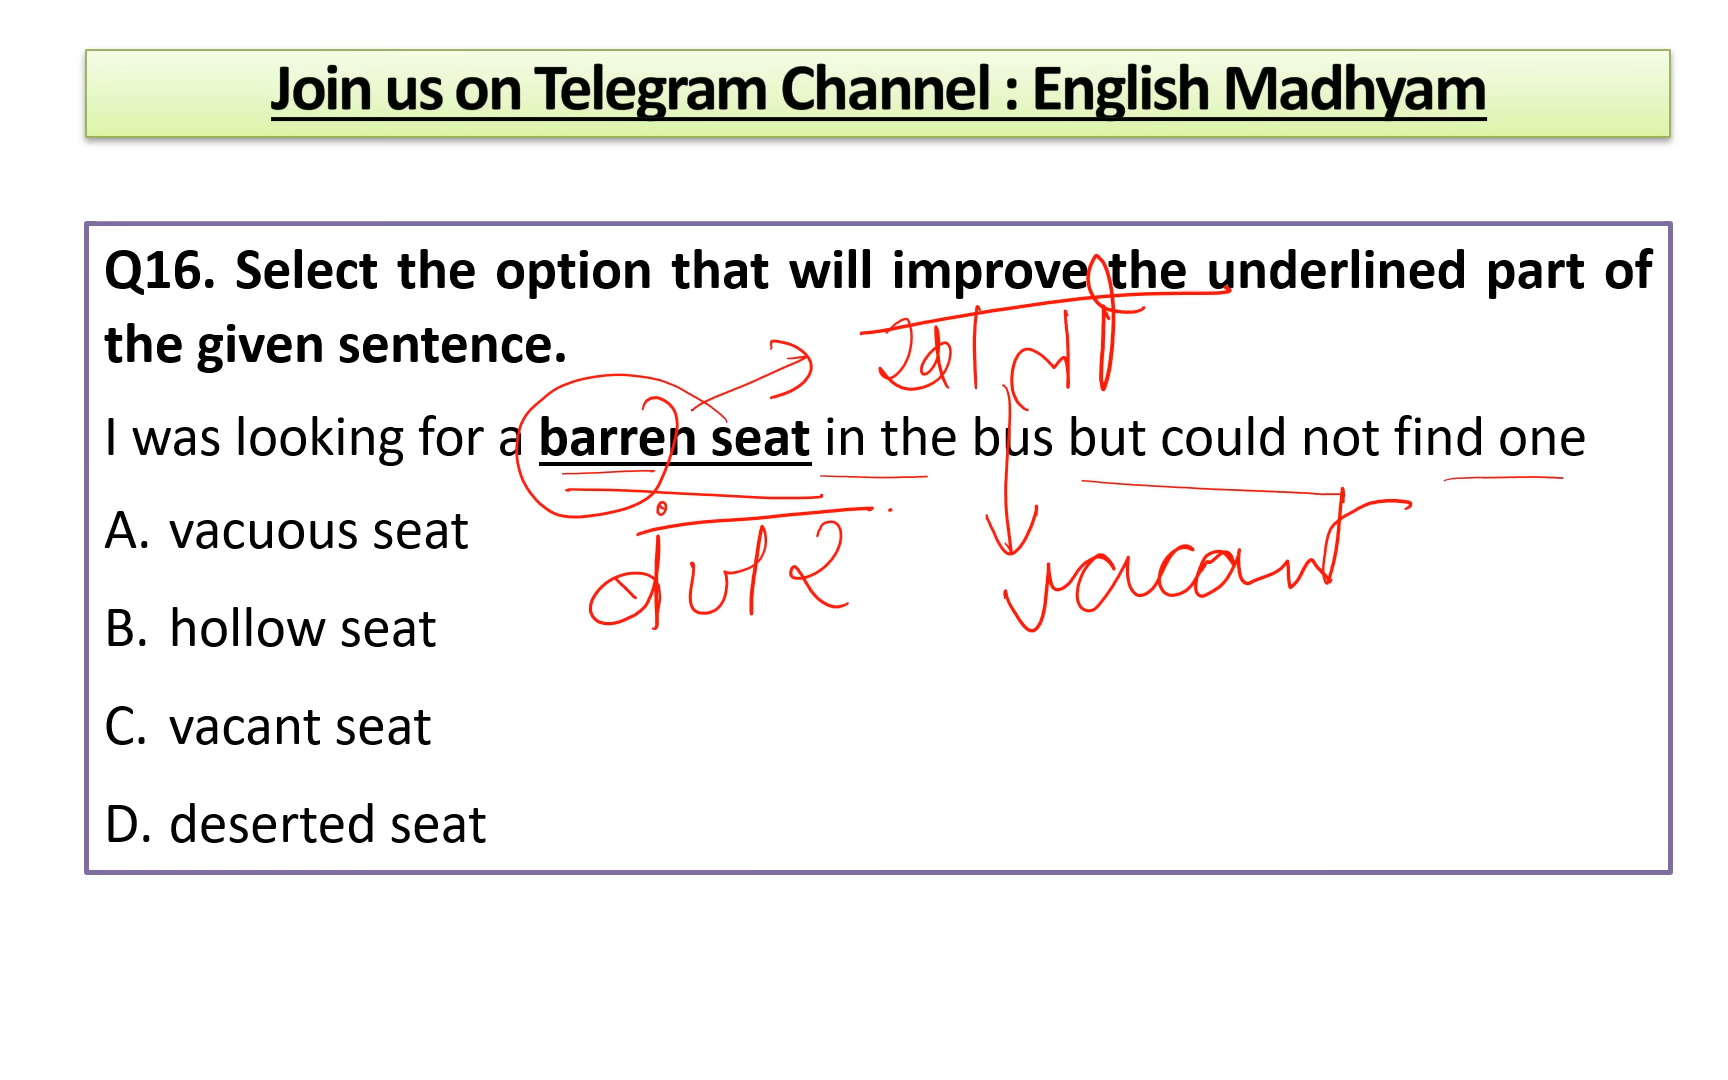 Join us on Telegram Channel : English Madhyam
Q16. Select the option that will improve the underlined part of
the given sentence.
खाली
I was looking for a barren seat in the bus but could not find one
A. vacuous seat
बंजर
vacant
B. hollow seat
C. vacant seat
D. deserted seat